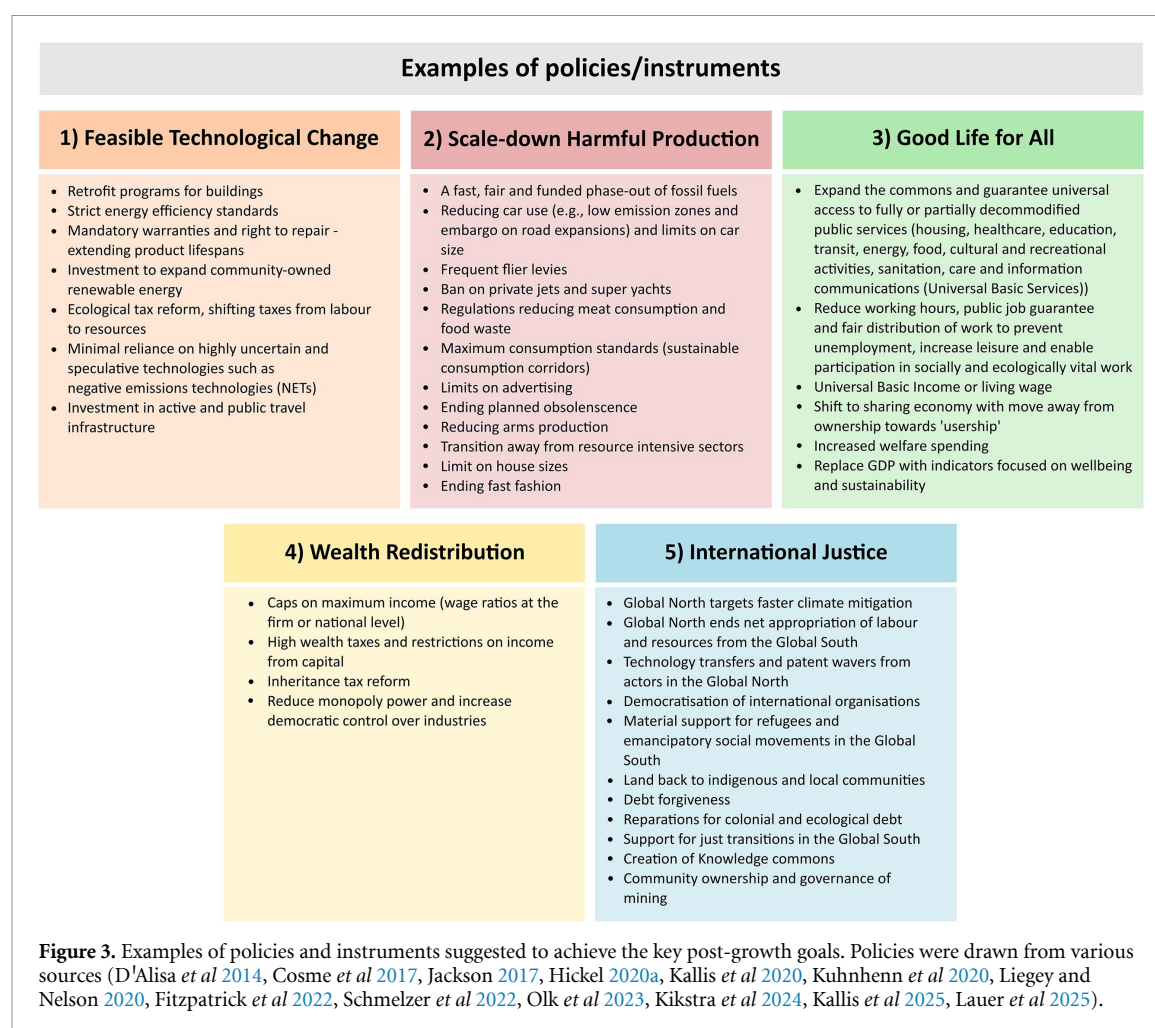 Examples of policies/instruments
1) Feasible Technological Change
• Retrofit programs for buildings
• Strict energy efficiency standards
• Mandatory warranties and right to repair -
extending product lifespans
• Investment to expand community-owned
renewable energy
• Ecological tax reform, shifting taxes from labour
to resources
• Minimal reliance on highly uncertain and
speculative technologies such as
negative emissions technologies (NETs)
• Investment in active and public travel
infrastructure
2) Scale-down Harmful Production
• A fast, fair and funded phase-out of fossil fuels
• Reducing car use (e.g., low emission zones and
embargo on road expansions) and limits on car
size
• Frequent flier levies
• Ban on private jets and super yachts
• Regulations reducing meat consumption and
food waste
• Maximum consumption standards (sustainable
consumption corridors)
• Limits on advertising
• Ending planned obsolenscence
• Reducing arms production
• Transition away from resource intensive sectors
• Limit on house sizes
• Ending fast fashion
3) Good Life for All
• Expand the commons and guarantee universal
access to fully or partially decommodified
public services (housing, healthcare, education,
transit, energy, food, cultural and recreational
activities, sanitation, care and information
communications (Universal Basic Services))
• Reduce working hours, public job guarantee
and fair distribution of work to prevent
unemployment, increase leisure and enable
participation in socially and ecologically vital work
• Universal Basic Income or living wage
• Shift to sharing economy with move away from
ownership towards 'usership'
• Increased welfare spending
• Replace GDP with indicators focused on wellbeing
and sustainability
4) Wealth Redistribution
• Caps on maximum income (wage ratios at the
firm or national level)
• High wealth taxes and restrictions on income
from capital
• Inheritance tax reform
• Reduce monopoly power and increase
democratic control over industries
5) International Justice
• Global North targets faster climate mitigation
• Global North ends net appropriation of labour
and resources from the Global South
• Technology transfers and patent wavers from
actors in the Global North
• Democratisation of international organisations
• Material support for refugees and
emancipatory social movements in the Global
South
• Land back to indigenous and local communities
• Debt forgiveness
• Reparations for colonial and ecological debt
• Support for just transitions in the Global South
• Creation of Knowledge commons
• Community ownership and governance of
mining
Figure 3. Examples of policies and instruments suggested to achieve the key post-growth goals. Policies were drawn from various
sources (D'Alisa et al 2014, Cosme et al 2017, Jackson 2017, Hickel 2020a, Kallis et al 2020, Kuhnhenn et al 2020, Liegey and
Nelson 2020, Fitzpatrick et al 2022, Schmelzer et al 2022, Olk et al 2023, Kikstra et al 2024, Kallis et al 2025, Lauer et al 2025).